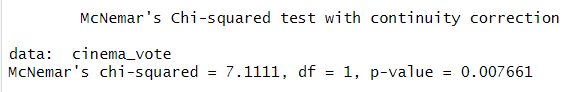 McNemar's Chi-squared test with continuity correction
data:  cinema_vote
McNemar's chi-squared = 7.1111, df = 1, p-value = 0.007661